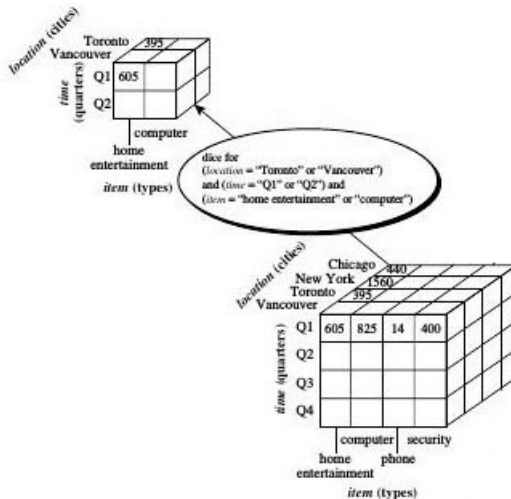 location (cities)
Toronto 395
Vancouver
Q1 605
Q2
time
(quarters)
computer
home
entertainment
item (types)
dice for
(location = “Toronto” or “Vancouver”)
and (time = “Q1” or “Q2”) and
(item = “home entertainment” or “computer”)
location (cities)
Chicago 440
New York 1560
Toronto 395
Vancouver
Q1 605 825 14 400
Q2
Q3
Q4
time (quarters)
computer security
home phone
entertainment
item (types)